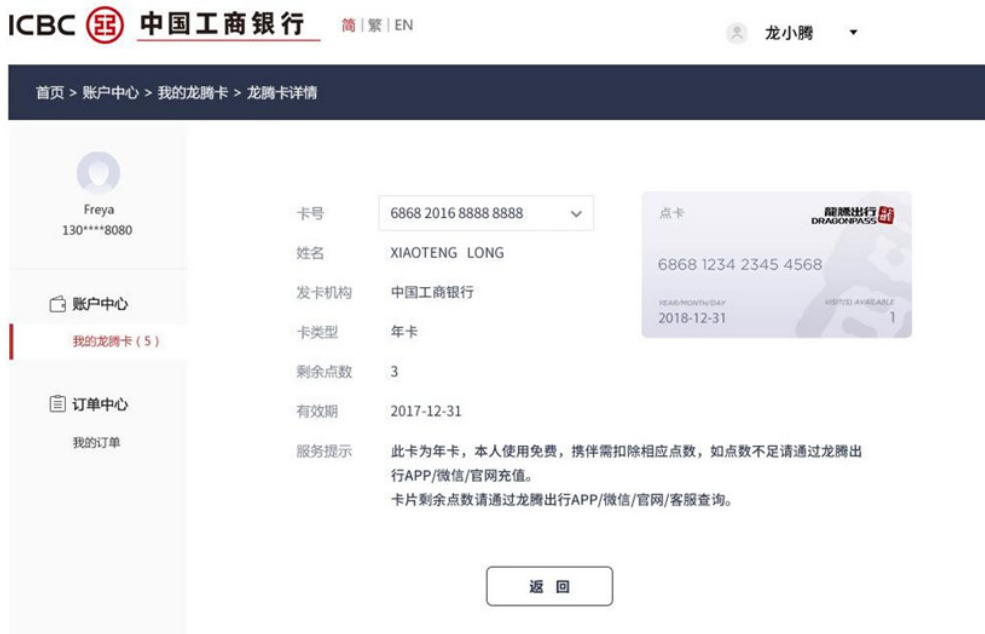 ICBC 中国工商银行 简 | 繁 | EN
龙小腾
首页 > 账户中心 > 我的龙腾卡 > 龙腾卡详情
Freya
130****8080
账户中心
我的龙腾卡（5）
订单中心
我的订单
卡号 6868 2016 8888 8888
姓名 XIAOTENG LONG
发卡机构 中国工商银行
卡类型 年卡
剩余点数 3
有效期 2017-12-31
服务提示 此卡为年卡，本人使用免费，携伴需扣除相应点数，如点数不足请通过龙腾出
行APP/微信/官网充值。
卡片剩余点数请通过龙腾出行APP/微信/官网/客服查询。
点卡
龍騰出行
DRAGONPASS
6868 1234 2345 4568
YEAR/MONTH/DAY VISIT(S) AVAILABLE
2018-12-31 1
返 回